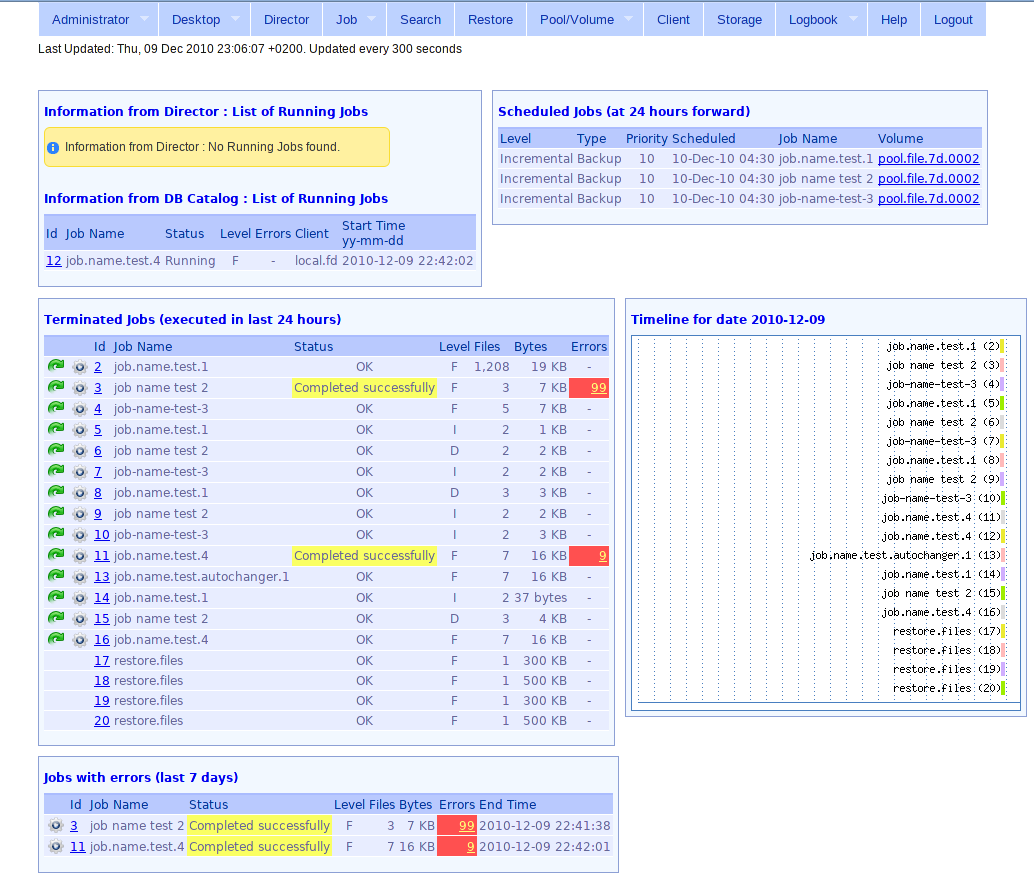 Administrator Desktop Director Job Search Restore Pool/Volume Client Storage Logbook Help Logout
Last Updated: Thu, 09 Dec 2010 23:06:07 +0200. Updated every 300 seconds
Information from Director : List of Running Jobs
Information from Director : No Running Jobs found.
Information from DB Catalog : List of Running Jobs
Id Job Name Status Level Errors Client Start Time
yy-mm-dd
12 job.name.test.4 Running F - local.fd 2010-12-09 22:42:02
Scheduled Jobs (at 24 hours forward)
Level Type Priority Scheduled Job Name Volume
Incremental Backup 10 10-Dec-10 04:30 job.name.test.1 pool.file.7d.0002
Incremental Backup 10 10-Dec-10 04:30 job name test 2 pool.file.7d.0002
Incremental Backup 10 10-Dec-10 04:30 job-name-test-3 pool.file.7d.0002
Terminated Jobs (executed in last 24 hours)
Id Job Name Status Level Files Bytes Errors
2 job.name.test.1 OK F 1,208 19 KB -
3 job name test 2 Completed successfully F 3 7 KB 99
4 job-name-test-3 OK F 5 7 KB -
5 job.name.test.1 OK I 2 1 KB -
6 job name test 2 OK D 2 2 KB -
7 job-name-test-3 OK I 2 2 KB -
8 job.name.test.1 OK D 3 3 KB -
9 job name test 2 OK I 2 2 KB -
10 job-name-test-3 OK I 2 3 KB -
11 job.name.test.4 Completed successfully F 7 16 KB 9
13 job.name.test.autochanger.1 OK F 7 16 KB -
14 job.name.test.1 OK I 2 37 bytes -
15 job name test 2 OK D 3 4 KB -
16 job.name.test.4 OK F 7 16 KB -
17 restore.files OK F 1 300 KB -
18 restore.files OK F 1 500 KB -
19 restore.files OK F 1 300 KB -
20 restore.files OK F 1 500 KB -
Timeline for date 2010-12-09
job.name.test.1 (2)
job name test 2 (3)
job-name-test-3 (4)
job.name.test.1 (5)
job name test 2 (6)
job-name-test-3 (7)
job.name.test.1 (8)
job name test 2 (9)
job-name-test-3 (10)
job.name.test.4 (11)
job.name.test.4 (12)
job.name.test.autochanger.1 (13)
job.name.test.1 (14)
job name test 2 (15)
job.name.test.4 (16)
restore.files (17)
restore.files (18)
restore.files (19)
restore.files (20)
Jobs with errors (last 7 days)
Id Job Name Status Level Files Bytes Errors End Time
3 job name test 2 Completed successfully F 3 7 KB 99 2010-12-09 22:41:38
11 job.name.test.4 Completed successfully F 7 16 KB 9 2010-12-09 22:42:01